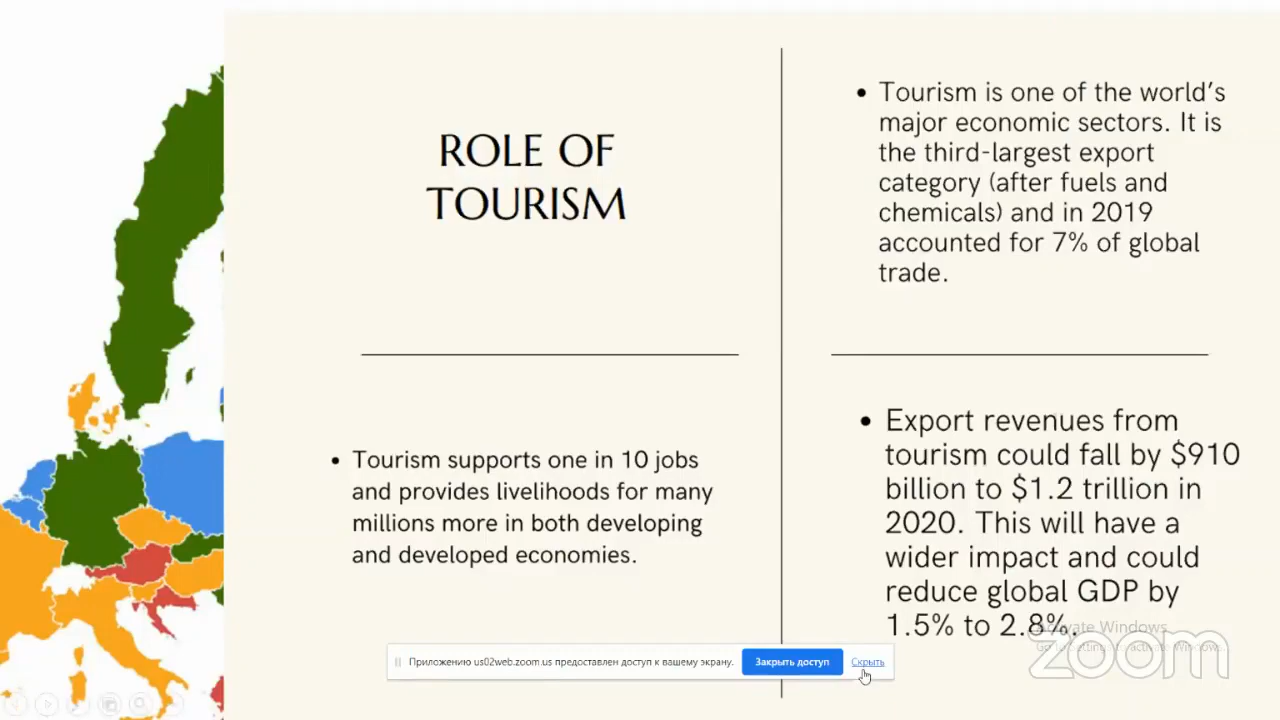 ROLE OF
TOURISM
• Tourism is one of the world's
major economic sectors. It is
the third-largest export
category (after fuels and
chemicals) and in 2019
accounted for 7% of global
trade.
• Tourism supports one in 10 jobs
and provides livelihoods for many
millions more in both developing
and developed economies.
• Export revenues from
tourism could fall by $910
billion to $1.2 trillion in
2020. This will have a
wider impact and could
reduce global GDP by
1.5% to 2.8%.
Activate Windows
zoom
Приложению us02web.zoom.us предоставлен доступ к вашему экрану.
Закрыть доступ
Скрыть